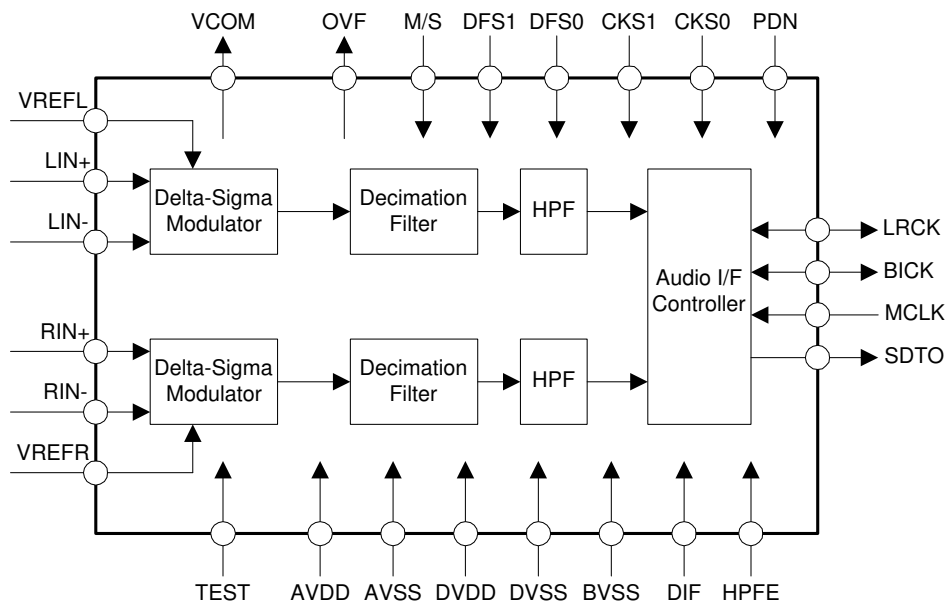 VCOM OVF M/S DFS1 DFS0 CKS1 CKS0 PDN
VREFL
LIN+
LIN-
Delta-Sigma
Modulator
Decimation
Filter
HPF
Audio I/F
Controller
LRCK
BICK
MCLK
SDTO
RIN+
RIN-
VREFR
Delta-Sigma
Modulator
Decimation
Filter
HPF
TEST AVDD AVSS DVDD DVSS BVSS DIF HPFE